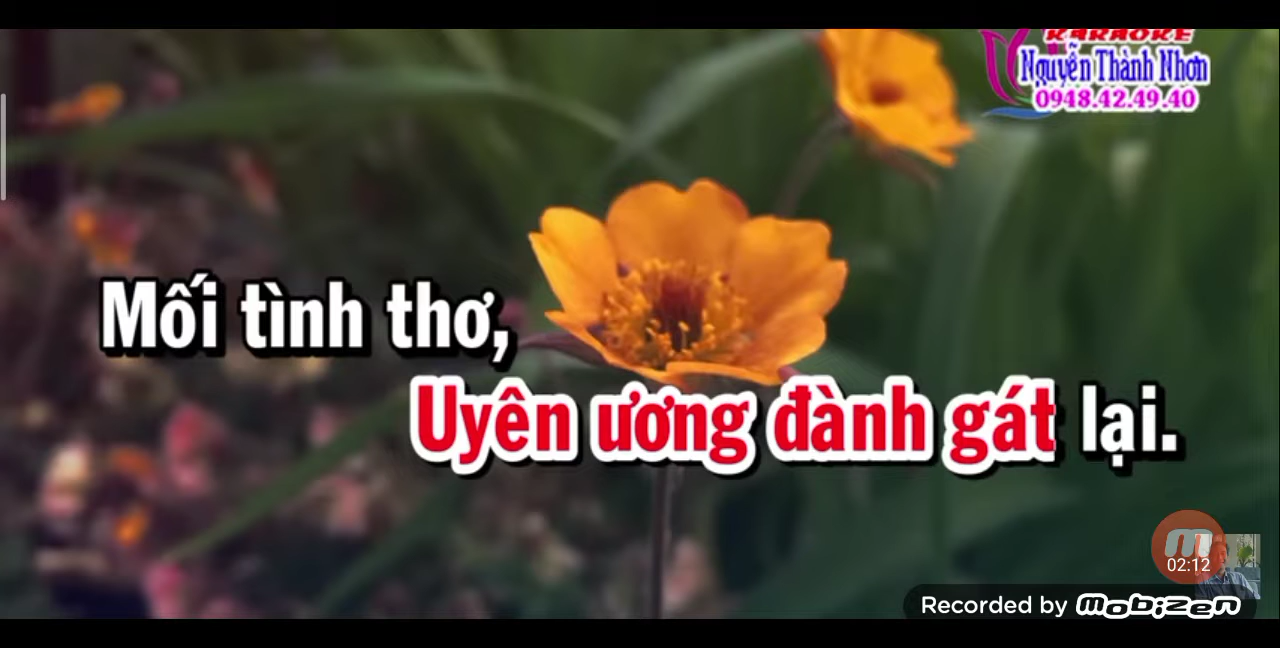 KARAOKE
Nguyễn Thành Nhơn
0948.42.49.40
Mối tình thơ,
Uyên ương đành gát lại.
02:12
Recorded by mobizen